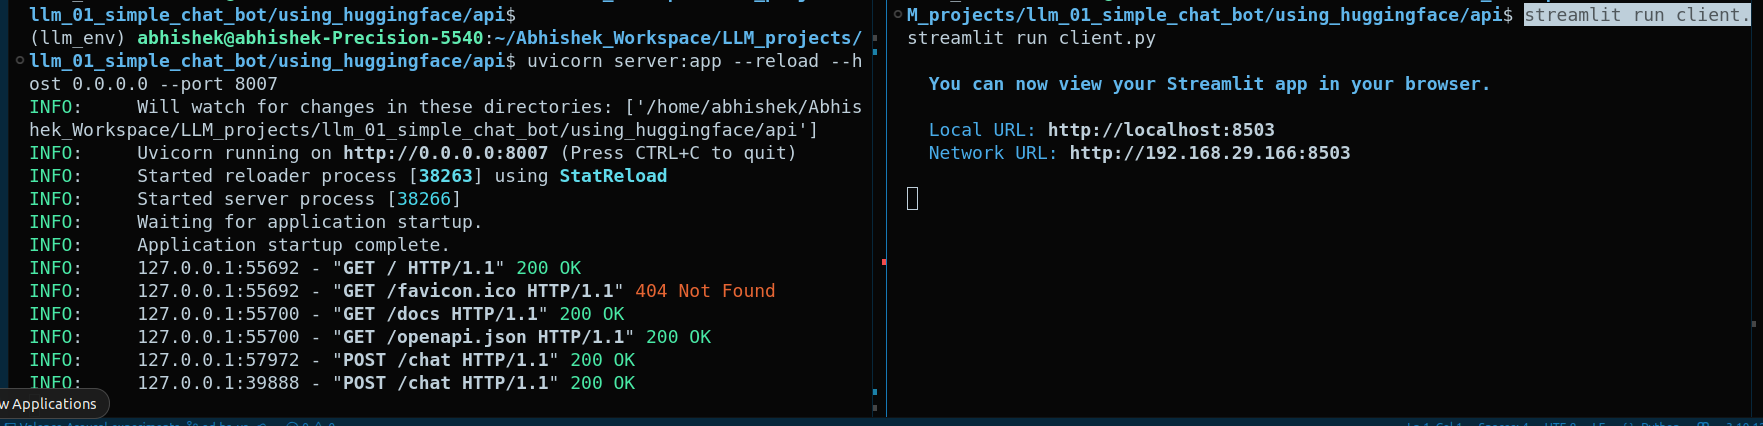 llm_01_simple_chat_bot/using_huggingface/api$
(llm_env) abhishek@abhishek-Precision-5540:~/Abhishek_Workspace/LLM_projects/
llm_01_simple_chat_bot/using_huggingface/api$ uvicorn server:app --reload --h
ost 0.0.0.0 --port 8007
INFO:     Will watch for changes in these directories: ['/home/abhishek/Abhis
hek_Workspace/LLM_projects/llm_01_simple_chat_bot/using_huggingface/api']
INFO:     Uvicorn running on http://0.0.0.0:8007 (Press CTRL+C to quit)
INFO:     Started reloader process [38263] using StatReload
INFO:     Started server process [38266]
INFO:     Waiting for application startup.
INFO:     Application startup complete.
INFO:     127.0.0.1:55692 - "GET / HTTP/1.1" 200 OK
INFO:     127.0.0.1:55692 - "GET /favicon.ico HTTP/1.1" 404 Not Found
INFO:     127.0.0.1:55700 - "GET /docs HTTP/1.1" 200 OK
INFO:     127.0.0.1:55700 - "GET /openapi.json HTTP/1.1" 200 OK
INFO:     127.0.0.1:57972 - "POST /chat HTTP/1.1" 200 OK
INFO:     127.0.0.1:39888 - "POST /chat HTTP/1.1" 200 OK
w Applications
M_projects/llm_01_simple_chat_bot/using_huggingface/api$ streamlit run client.
streamlit run client.py
You can now view your Streamlit app in your browser.
Local URL: http://localhost:8503
Network URL: http://192.168.29.166:8503